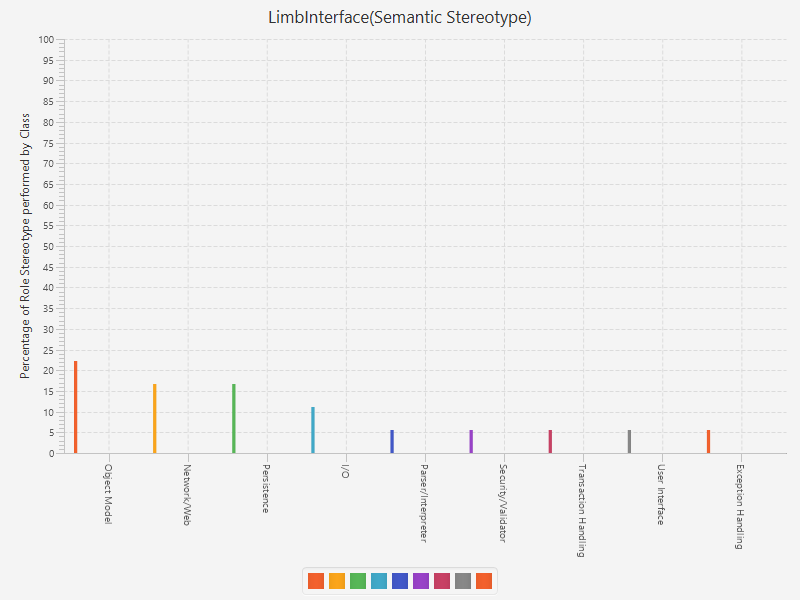 LimbInterface(Semantic Stereotype)
Percentage of Role Stereotype performed by Class
100
95
90
85
80
75
70
65
60
55
50
45
40
35
30
25
20
15
10
5
0
Object Model
Network/Web
Persistence
I/O
Parser/Interpreter
Security/Validator
Transaction Handling
User Interface
Exception Handling